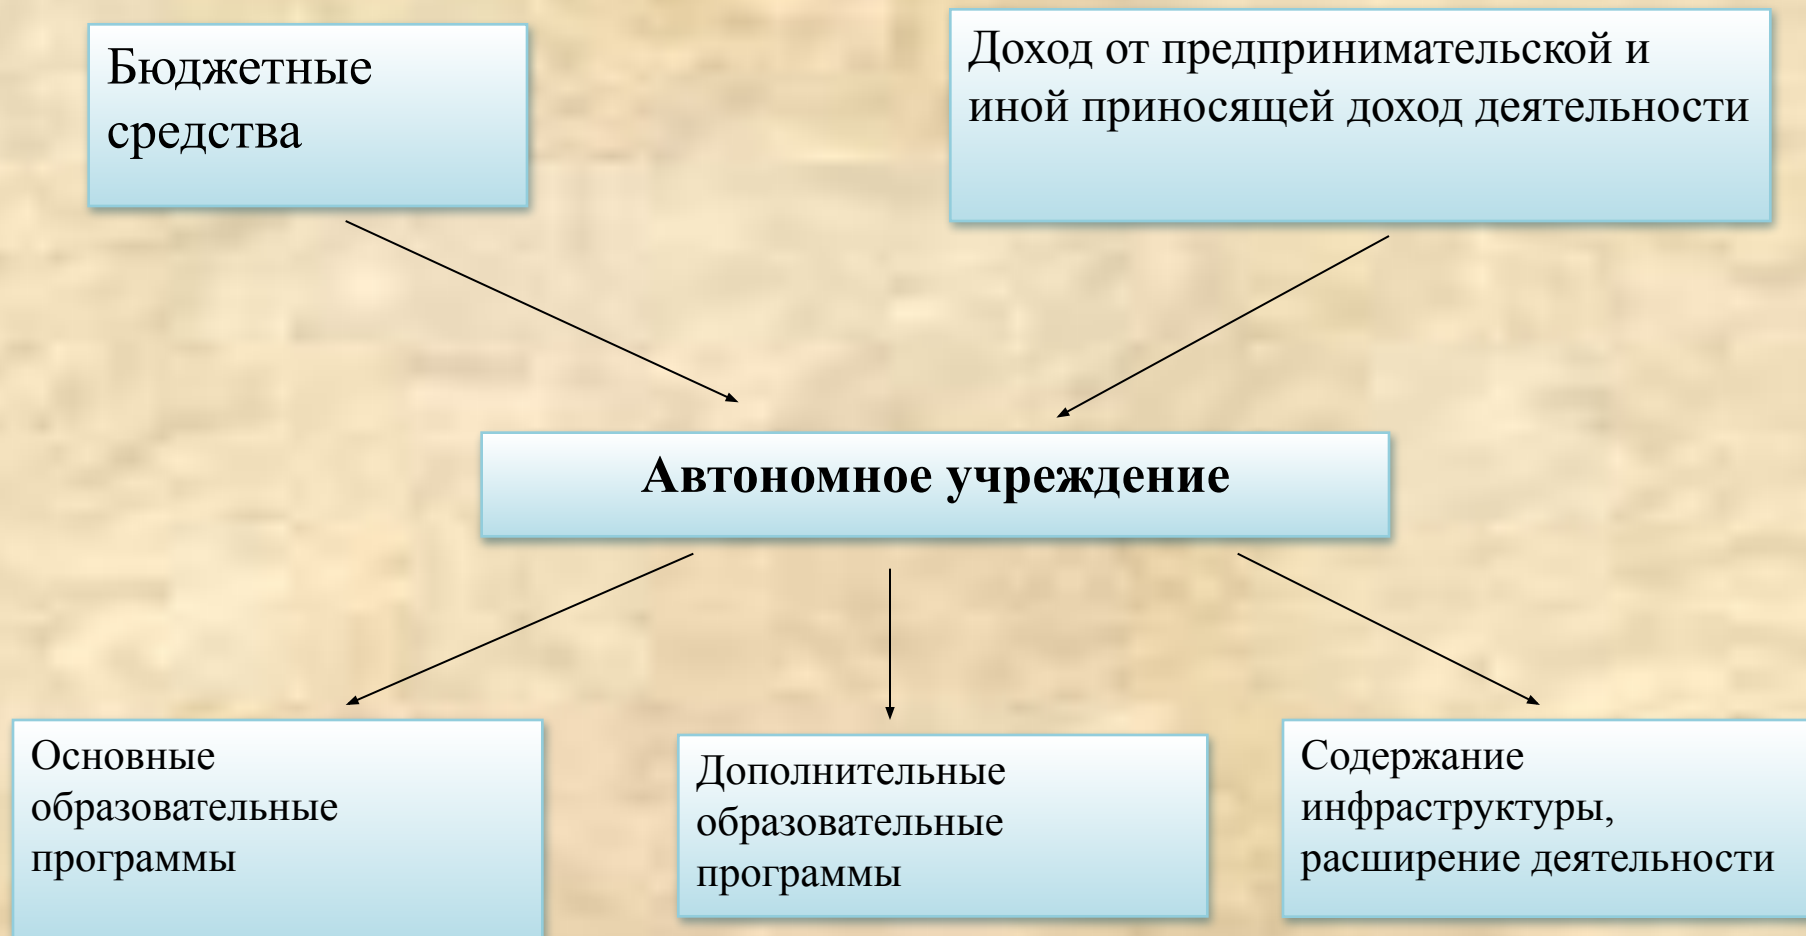 Бюджетные
средства
Доход от предпринимательской и
иной приносящей доход деятельности
Автономное учреждение
Основные
образовательные
программы
Дополнительные
образовательные
программы
Содержание
инфраструктуры,
расширение деятельности